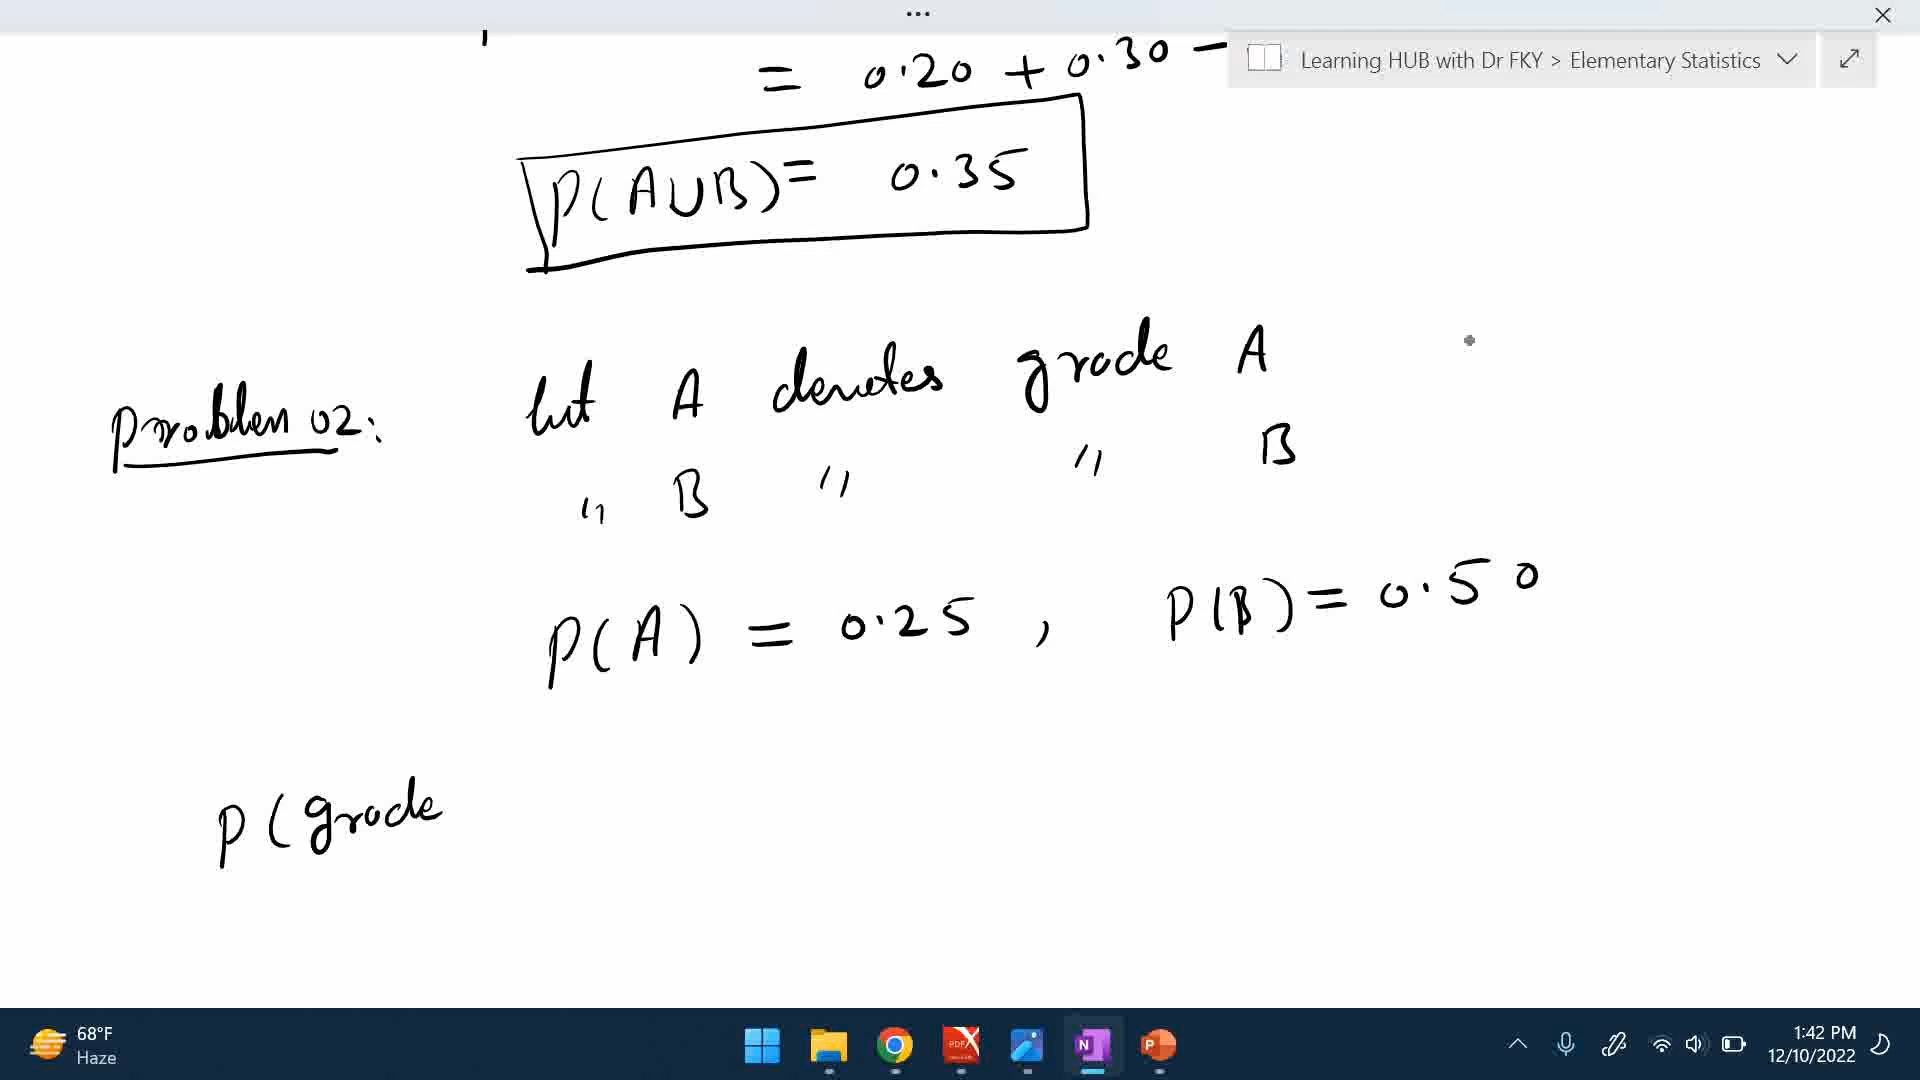 ...
= 0.20 + 0.30 −
Learning HUB with Dr FKY > Elementary Statistics
P(A∪B) = 0.35
Problem 02: let A denotes grade A
" B " " B
P(A) = 0.25 , P(B) = 0.50
P(grade
68°F
Haze
1:42 PM
12/10/2022